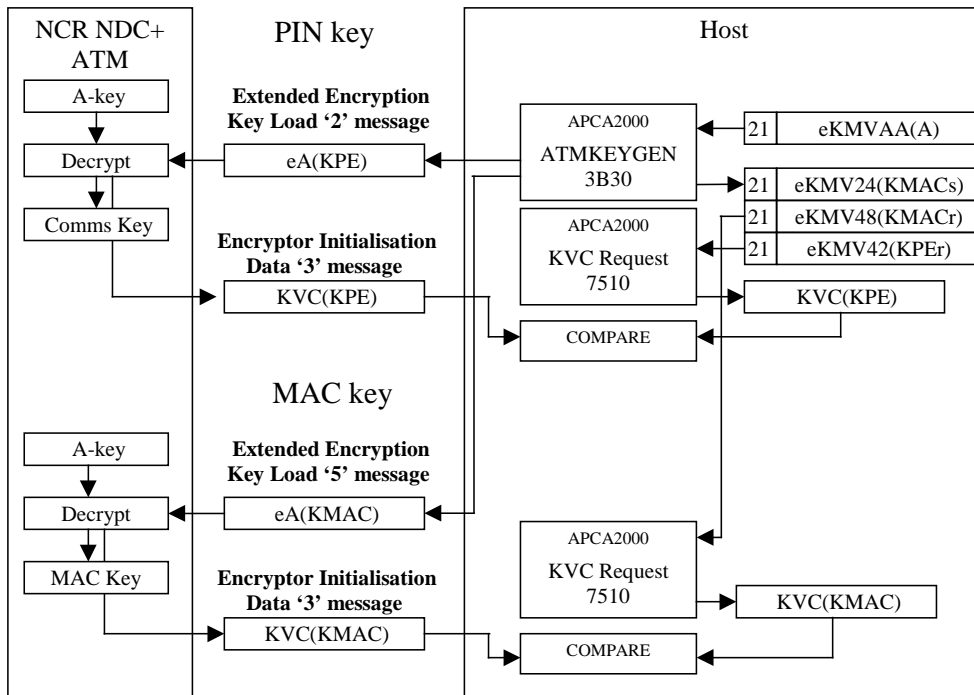 NCR NDC+
ATM
PIN key
Host
A-key
Extended Encryption
Key Load ‘2’ message
APCA2000
ATMKEYGEN
3B30
21
eKMVAA(A)
Decrypt
eA(KPE)
21
eKMV24(KMACs)
Comms Key
21
eKMV48(KMACr)
APCA2000
KVC Request
7510
21
eKMV42(KPEr)
Encryptor Initialisation
Data ‘3’ message
KVC(KPE)
KVC(KPE)
COMPARE
MAC key
A-key
Extended Encryption
Key Load ‘5’ message
Decrypt
eA(KMAC)
APCA2000
KVC Request
7510
MAC Key
Encryptor Initialisation
Data ‘3’ message
KVC(KMAC)
KVC(KMAC)
COMPARE